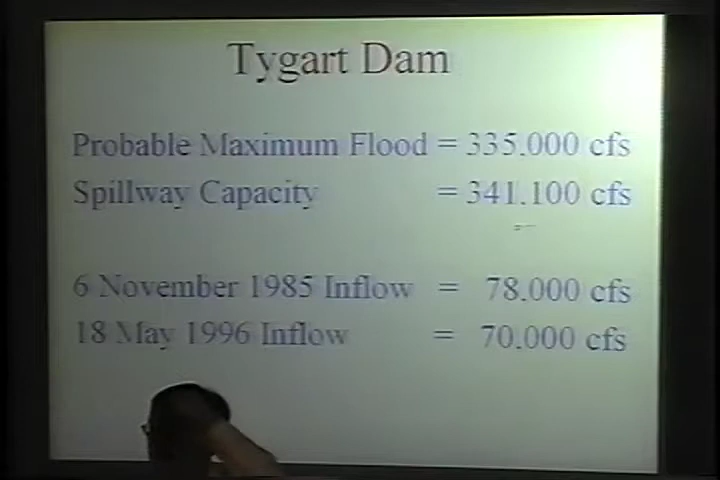 Tygart Dam
Probable Maximum Flood = 335,000 cfs
Spillway Capacity = 341,100 cfs
6 November 1985 Inflow = 78,000 cfs
18 May 1996 Inflow = 70,000 cfs